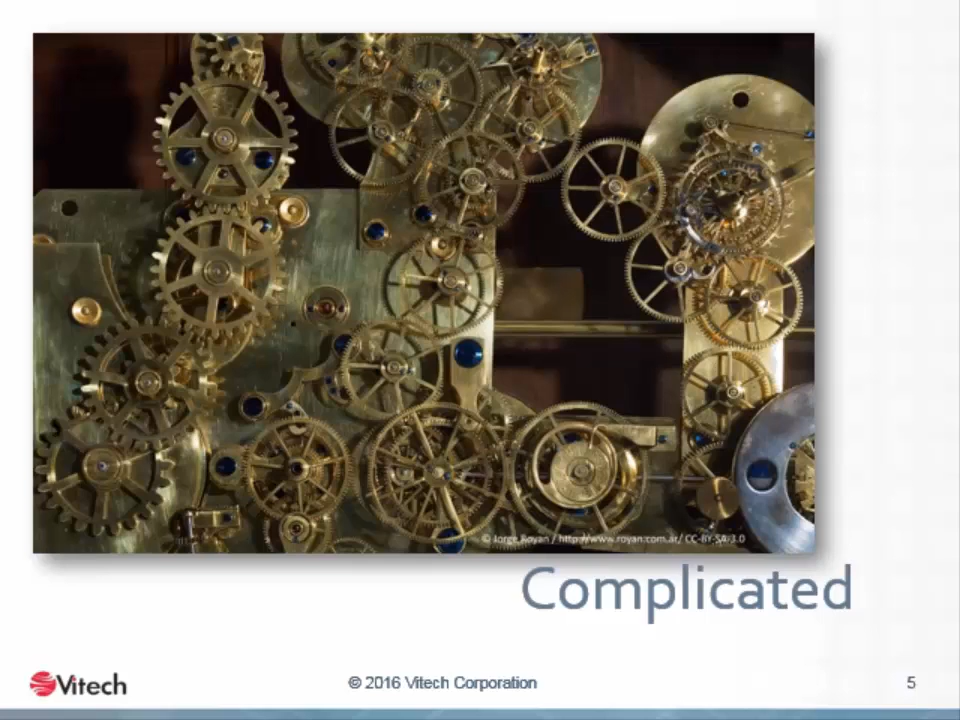 © Jorge Royan / http://www.royan.com.ar/ CC-BY-SA-3.0
Complicated
Vitech
© 2016 Vitech Corporation
5